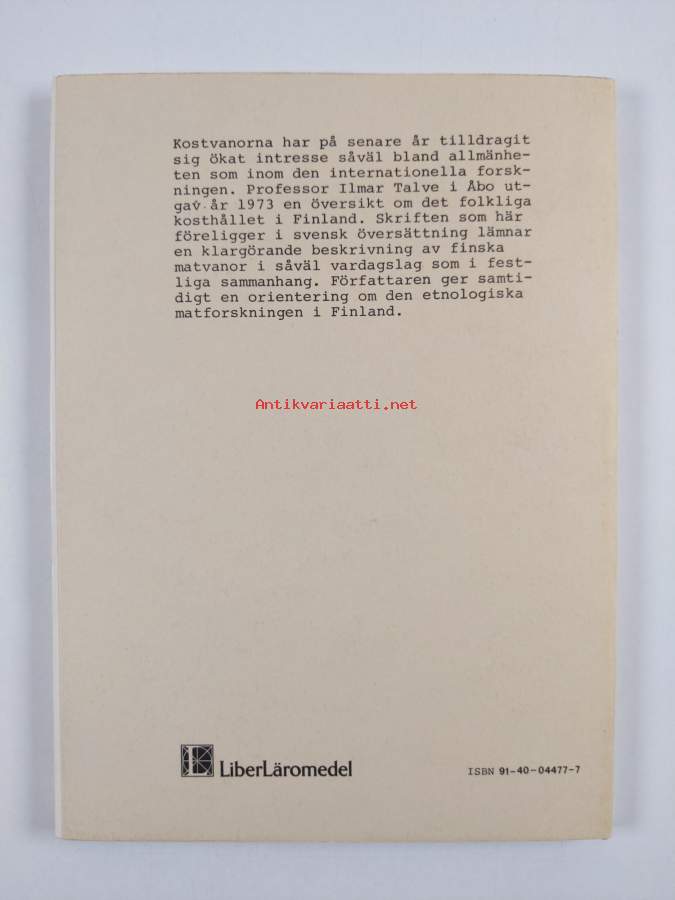 Kostvanorna har på senare år tilldragit
sig ökat intresse såväl bland allmänhe-
ten som inom den internationella forsk-
ningen. Professor Ilmar Talve i Åbo ut-
gav år 1973 en översikt om det folkliga
kosthållet i Finland. Skriften som här
föreligger i svensk översättning lämnar
en klargörande beskrivning av finska
matvanor i såväl vardagslag som i fest-
liga sammanhang. Författaren ger samti-
digt en orientering om den etnologiska
matforskningen i Finland.
Antikvariaatti.net
LiberLäromedel
ISBN 91-40-04477-7